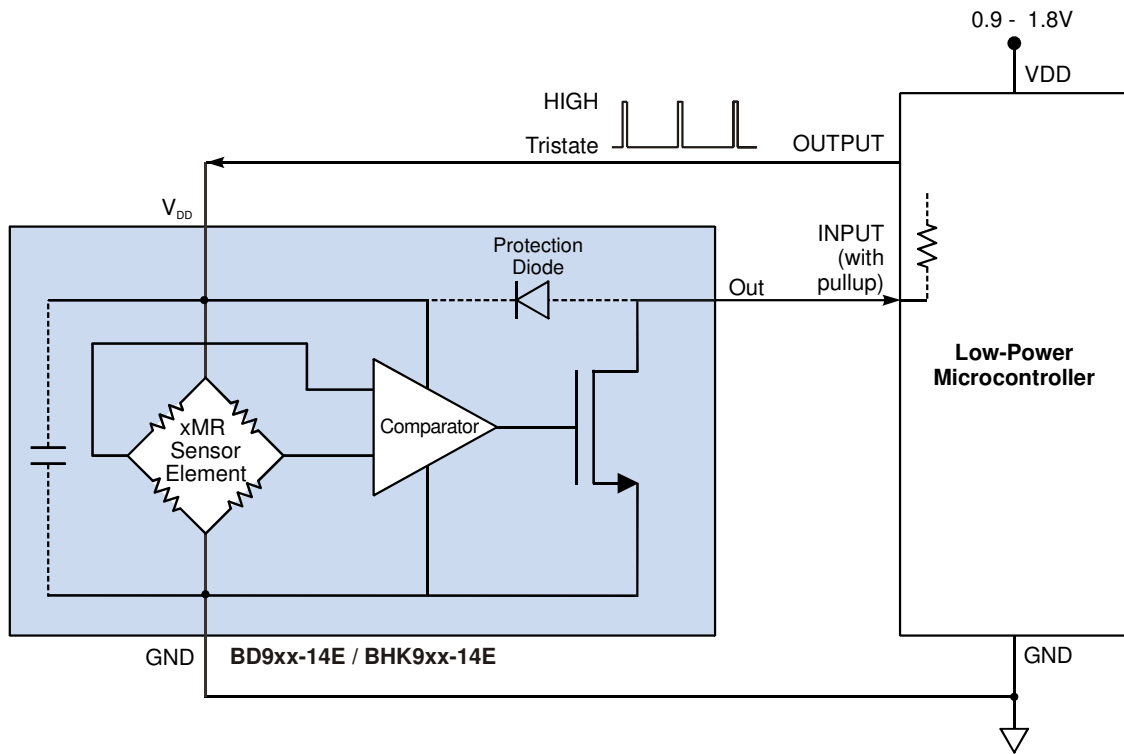 0.9 - 1.8V
VDD
HIGH
Tristate
OUTPUT
VDD
Protection
Diode
INPUT
(with
pullup)
Out
Low-Power
Microcontroller
xMR
Sensor
Element
Comparator
GND
BD9xx-14E / BHK9xx-14E
GND